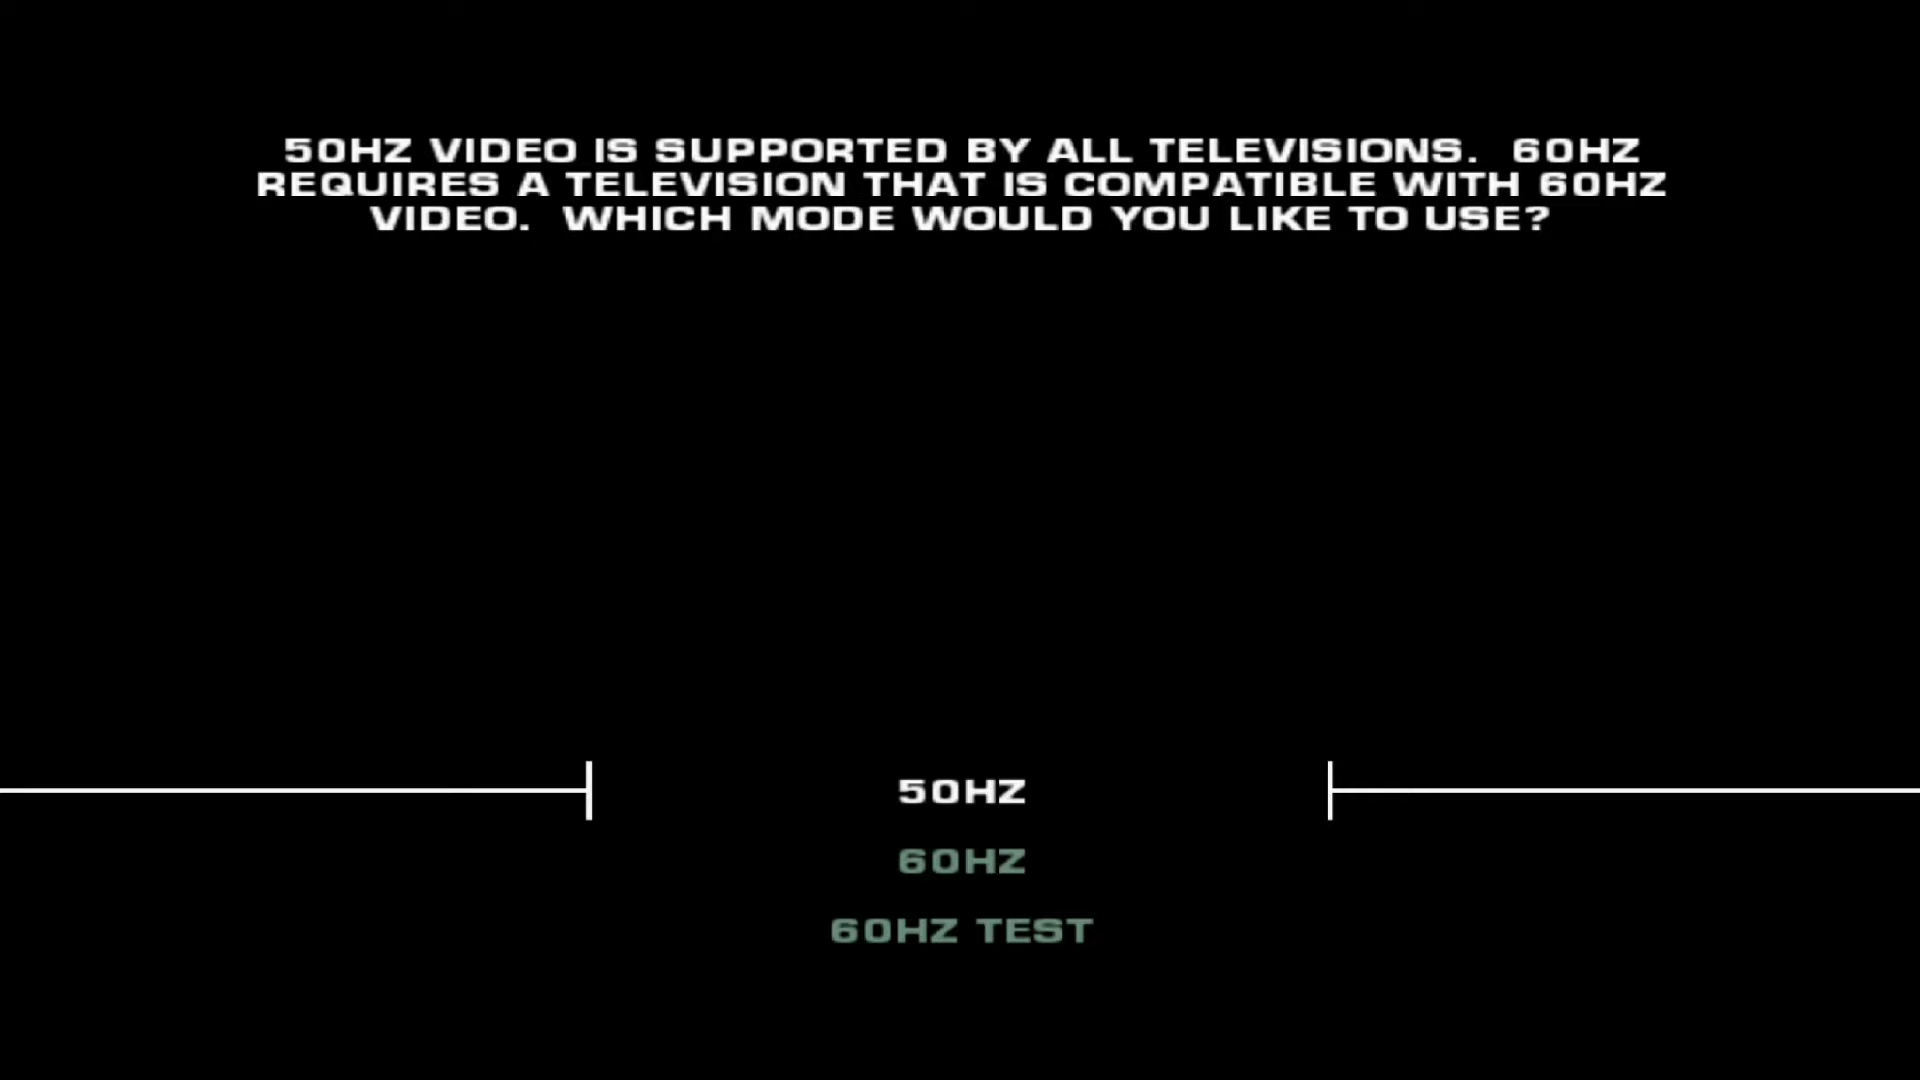 50HZ VIDEO IS SUPPORTED BY ALL TELEVISIONS.  60HZ
REQUIRES A TELEVISION THAT IS COMPATIBLE WITH 60HZ
VIDEO.  WHICH MODE WOULD YOU LIKE TO USE?
50HZ
60HZ
60HZ TEST